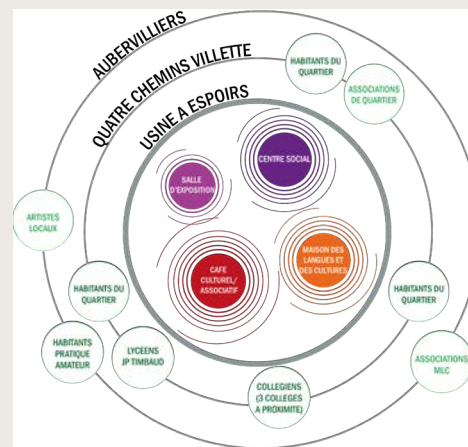 AUBERVILLIERS
QUATRE CHEMINS VILLETTE
USINE A ESPOIRS
HABITANTS DU
QUARTIER
ASSOCIATIONS
DE QUARTIER
CENTRE SOCIAL
SALLE
D'EXPOSITION
ARTISTES
LOCAUX
MAISON DES
LANGUES ET
DES CULTURES
CAFE
CULTUREL/
ASSOCIATIF
HABITANTS DU
QUARTIER
HABITANTS DU
QUARTIER
HABITANTS
PRATIQUE
AMATEUR
LYCEENS
JP TIMBAUD
ASSOCIATIONS
MLC
COLLEGIENS
(3 COLLEGES
A PROXIMITE)